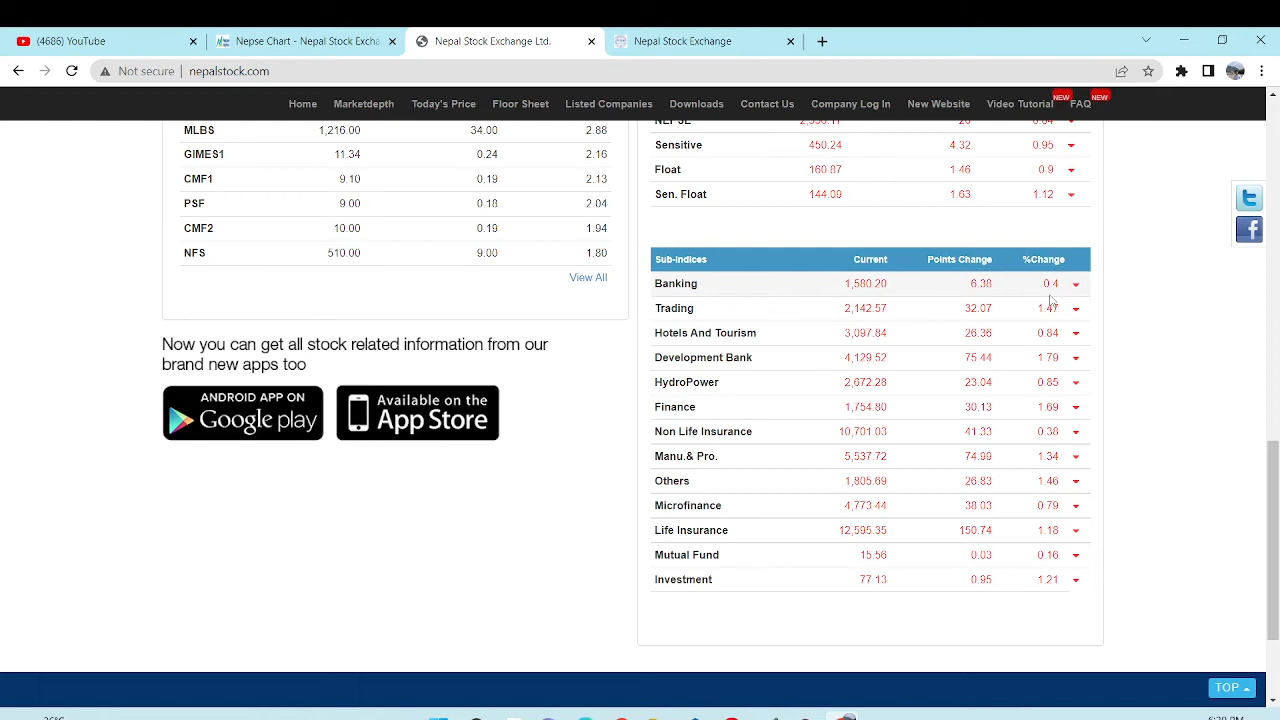 (4686) YouTube
Nepse Chart - Nepal Stock Excha
Nepal Stock Exchange Ltd.
Nepal Stock Exchange
Not secure | nepalstock.com
Home Marketdepth Today's Price Floor Sheet Listed Companies Downloads Contact Us Company Log In New Website Video Tutorial NEW FAQ NEW
MLBS 1,216.00 34.00 2.88
GIMES1 11.34 0.24 2.16
CMF1 9.10 0.19 2.13
PSF 9.00 0.18 2.04
CMF2 10.00 0.19 1.94
NFS 510.00 9.00 1.80
View All
Now you can get all stock related information from our
brand new apps too
ANDROID APP ON
Google play
Available on the
App Store
Sensitive 450.24 4.32 0.95
Float 160.87 1.46 0.9
Sen. Float 144.09 1.63 1.12
Sub-Indices Current Points Change %Change
Banking 1,580.20 6.38 0.4
Trading 2,142.57 32.07 1.47
Hotels And Tourism 3,097.84 26.36 0.84
Development Bank 4,129.52 75.44 1.79
HydroPower 2,672.28 23.04 0.85
Finance 1,754.80 30.13 1.69
Non Life Insurance 10,701.03 41.33 0.38
Manu.& Pro. 5,537.72 74.99 1.34
Others 1,805.69 26.83 1.46
Microfinance 4,773.44 38.03 0.79
Life Insurance 12,595.35 150.74 1.18
Mutual Fund 15.56 0.03 0.16
Investment 77.13 0.95 1.21
TOP